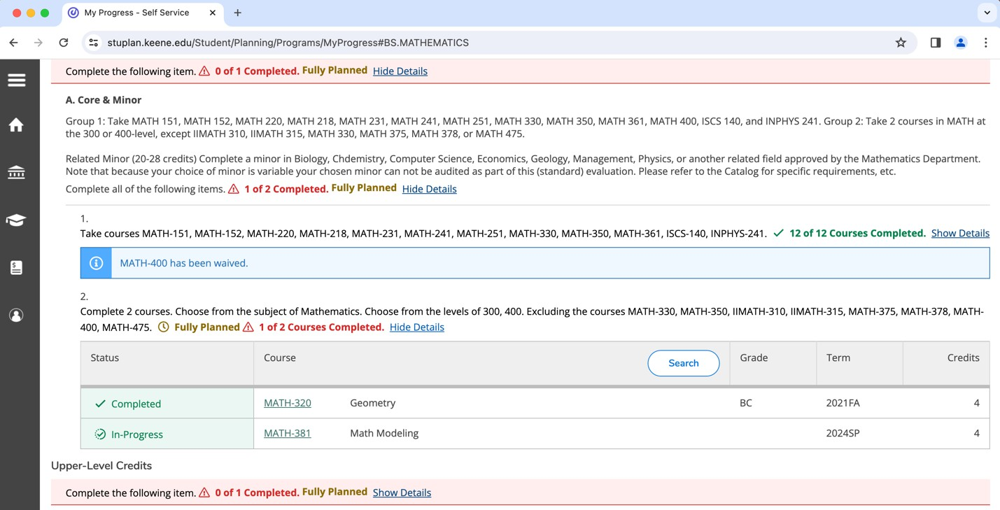 My Progress - Self Service
stuplan.keene.edu/Student/Planning/Programs/MyProgress#BS.MATHEMATICS
Complete the following item. 0 of 1 Completed. Fully Planned Hide Details
A. Core & Minor
Group 1: Take MATH 151, MATH 152, MATH 220, MATH 218, MATH 231, MATH 241, MATH 251, MATH 330, MATH 350, MATH 361, MATH 400, ISCS 140, and INPHYS 241. Group 2: Take 2 courses in MATH at
the 300 or 400-level, except IIMATH 310, IIMATH 315, MATH 330, MATH 375, MATH 378, or MATH 475.
Related Minor (20-28 credits) Complete a minor in Biology, Chdemistry, Computer Science, Economics, Geology, Management, Physics, or another related field approved by the Mathematics Department.
Note that because your choice of minor is variable your chosen minor can not be audited as part of this (standard) evaluation. Please refer to the Catalog for specific requirements, etc.
Complete all of the following items. 1 of 2 Completed. Fully Planned Hide Details
1.
Take courses MATH-151, MATH-152, MATH-220, MATH-218, MATH-231, MATH-241, MATH-251, MATH-330, MATH-350, MATH-361, ISCS-140, INPHYS-241. 12 of 12 Courses Completed. Show Details
MATH-400 has been waived.
2.
Complete 2 courses. Choose from the subject of Mathematics. Choose from the levels of 300, 400. Excluding the courses MATH-330, MATH-350, IIMATH-310, IIMATH-315, MATH-375, MATH-378, MATH-
400, MATH-475. Fully Planned 1 of 2 Courses Completed. Hide Details
Status Course Search Grade Term Credits
Completed MATH-320 Geometry BC 2021FA 4
In-Progress MATH-381 Math Modeling 2024SP 4
Upper-Level Credits
Complete the following item. 0 of 1 Completed. Fully Planned Show Details